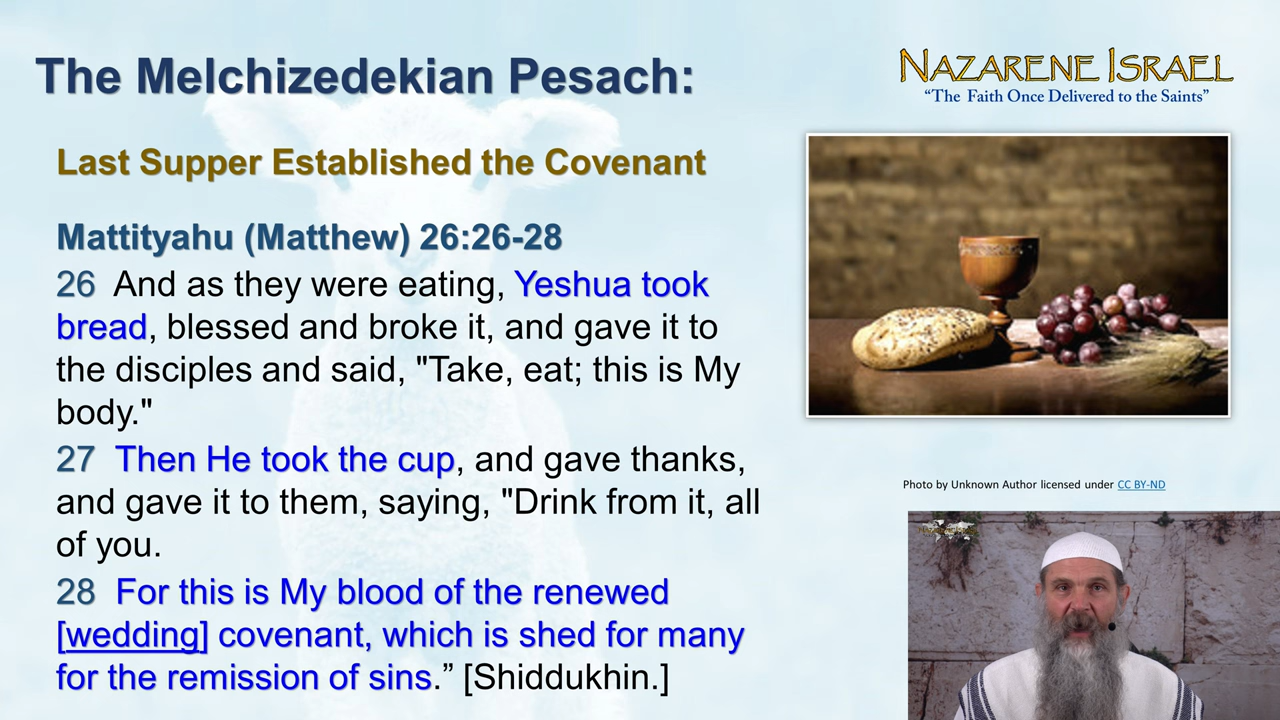 The Melchizedekian Pesach:
NAZARENE ISRAEL
“The Faith Once Delivered to the Saints”
Last Supper Established the Covenant
Mattityahu (Matthew) 26:26-28
26 And as they were eating, Yeshua took
bread, blessed and broke it, and gave it to
the disciples and said, "Take, eat; this is My
body."
27 Then He took the cup, and gave thanks,
and gave it to them, saying, "Drink from it, all
of you.
28 For this is My blood of the renewed
[wedding] covenant, which is shed for many
for the remission of sins.” [Shiddukhin.]
Photo by Unknown Author licensed under CC BY-ND